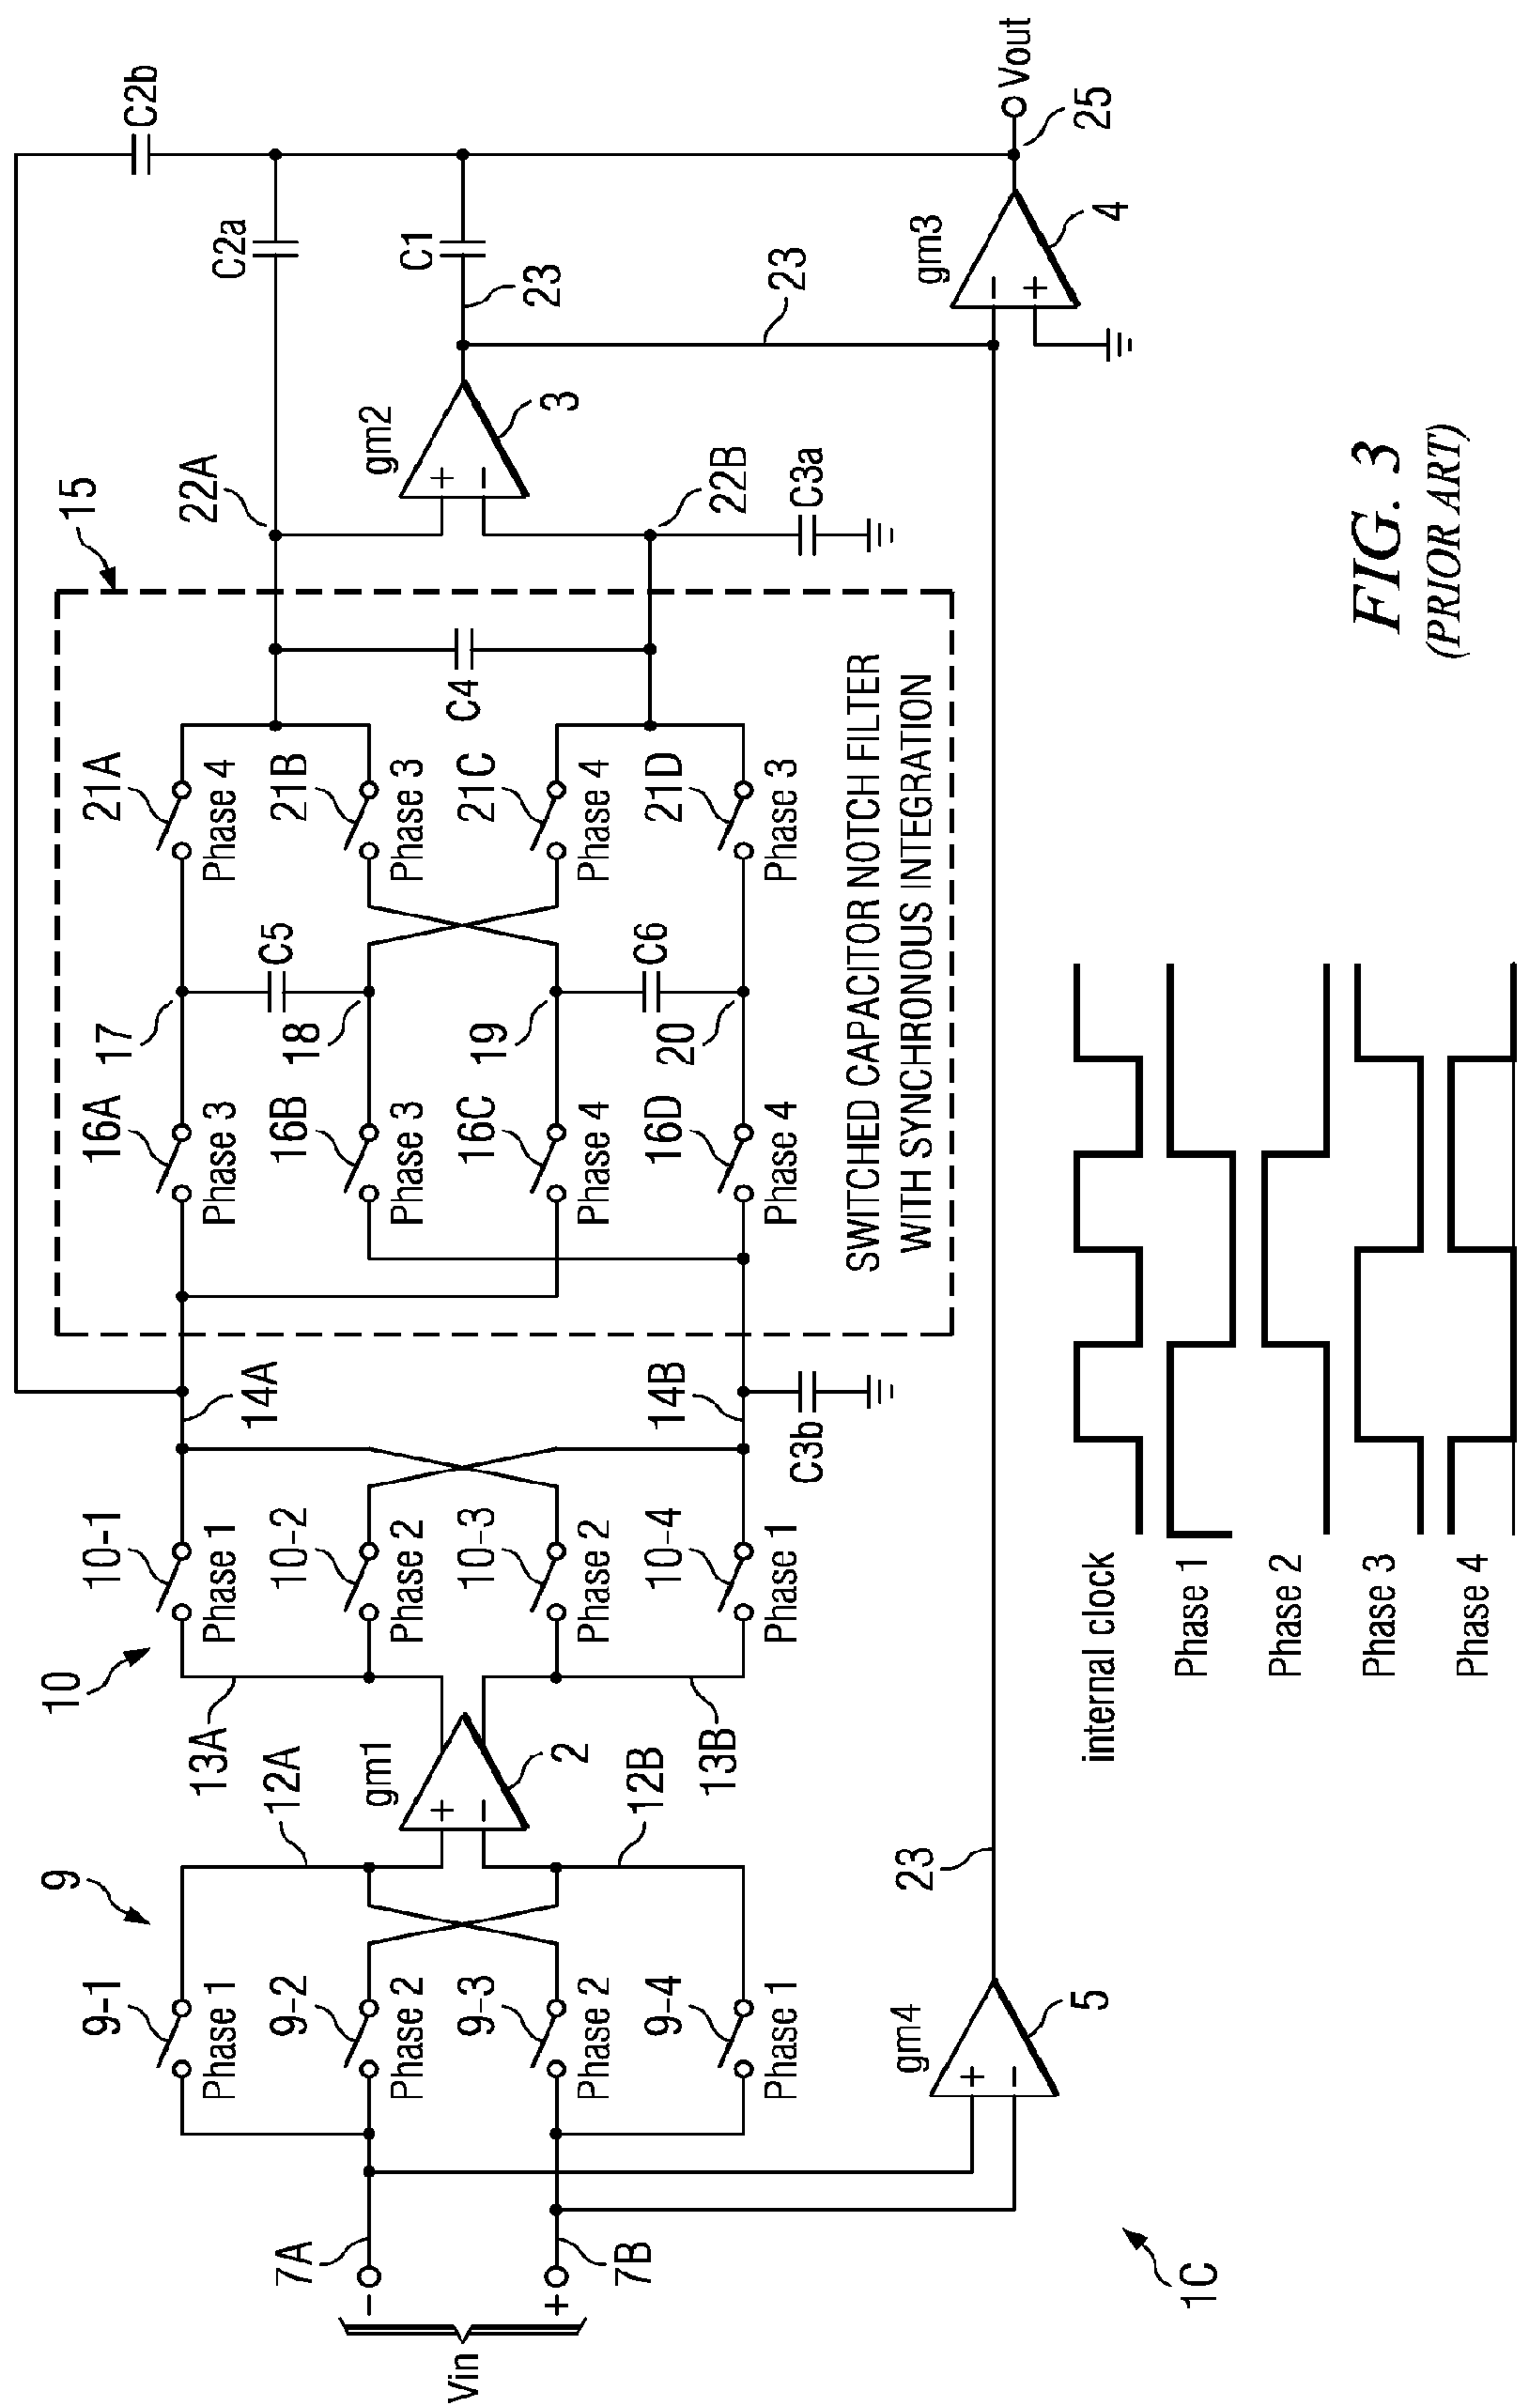 Vin
-
+
7A
7B
9
9-1
Phase 1
9-2
Phase 2
9-3
Phase 2
9-4
Phase 1
12A
12B
gm1
+
-
2
13A
13B
10
10-1
Phase 1
10-2
Phase 2
10-3
Phase 2
10-4
Phase 1
14A
14B
C3b
15
16A
Phase 3
16B
Phase 3
16C
Phase 4
16D
Phase 4
17
18
19
20
C5
C6
21A
Phase 4
21B
Phase 3
21C
Phase 4
21D
Phase 3
C4
SWITCHED CAPACITOR NOTCH FILTER
WITH SYNCHRONOUS INTEGRATION
22A
22B
C3a
gm2
+
-
3
C2a
C2b
C1
23
23
23
gm4
+
-
5
gm3
-
+
4
Vout
25
1C
internal clock
Phase 1
Phase 2
Phase 3
Phase 4
FIG. 3
(PRIOR ART)